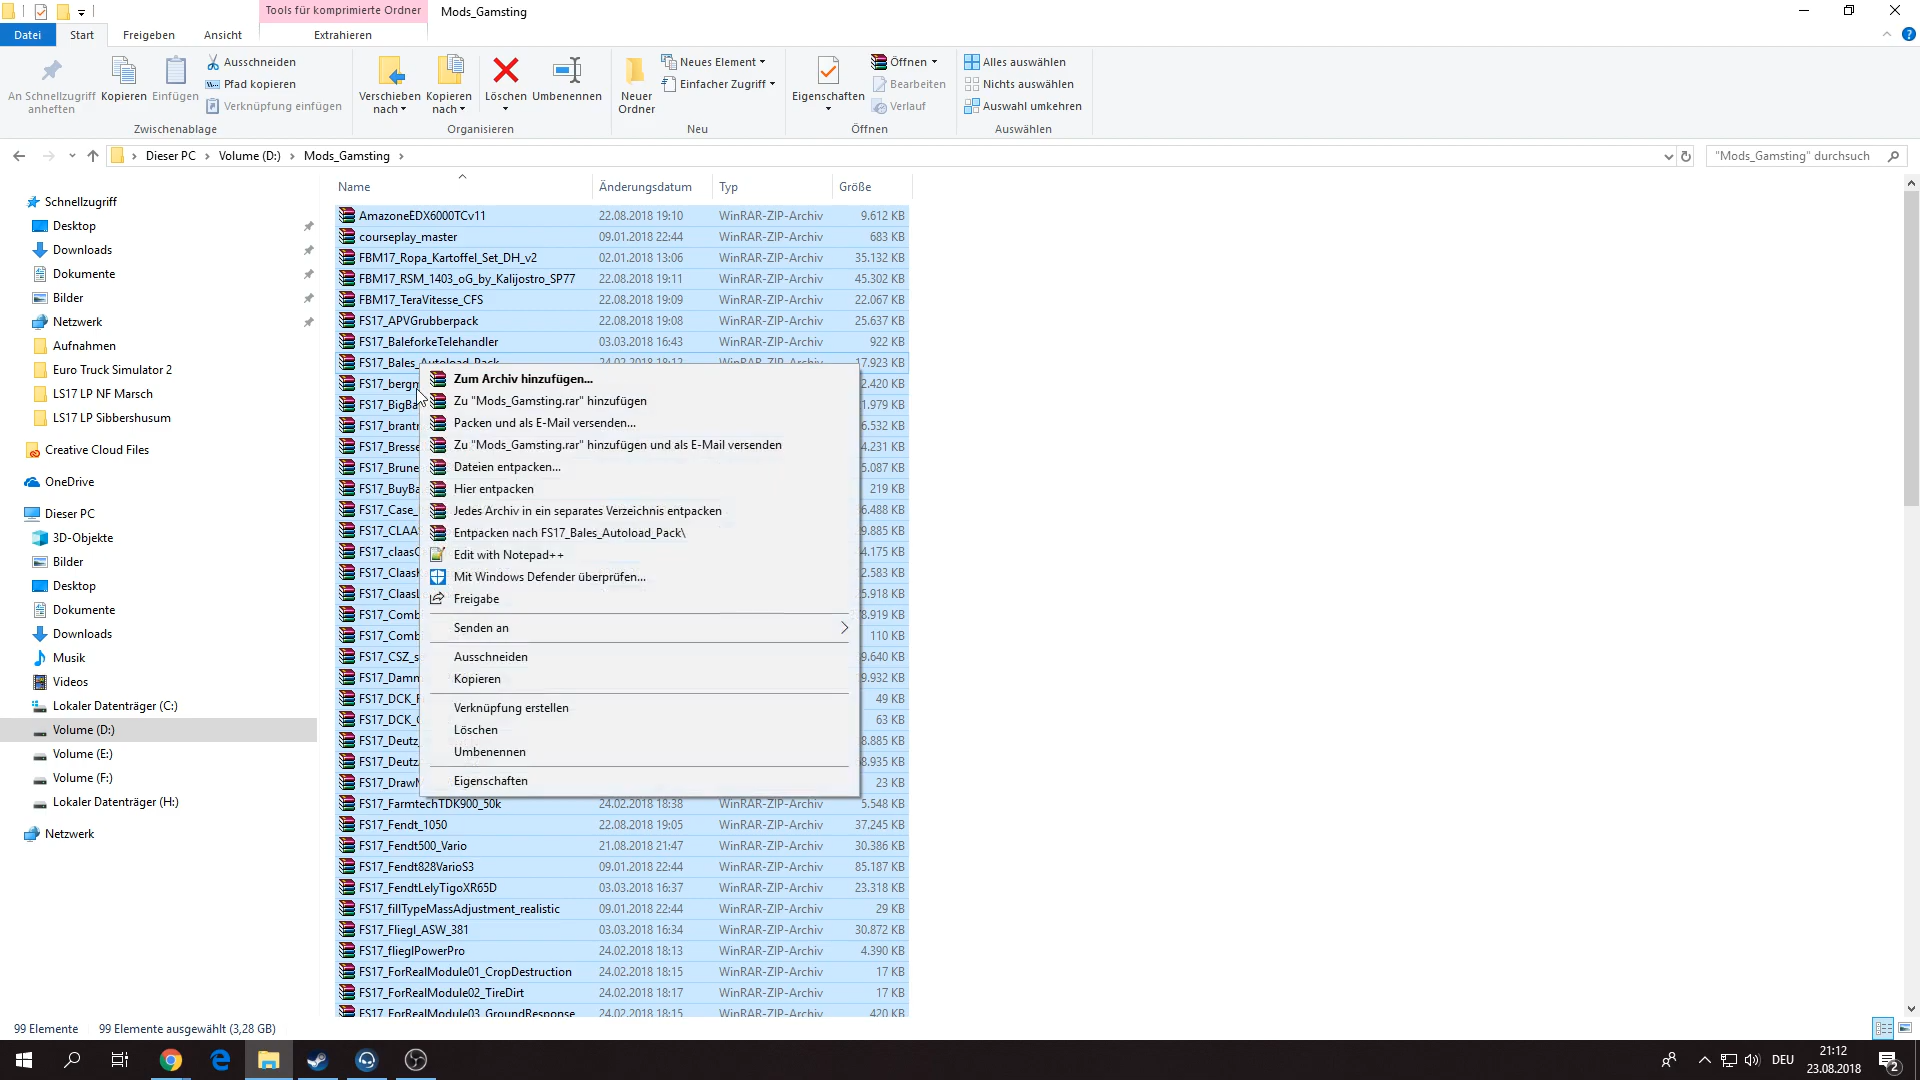 Tools für komprimierte Ordner
Mods_Gamsting
Datei
Start
Freigeben
Ansicht
Extrahieren
An Schnellzugriff anheften
Kopieren
Einfügen
Ausschneiden
Pfad kopieren
Verknüpfung einfügen
Zwischenablage
Verschieben nach
Kopieren nach
Löschen
Umbenennen
Organisieren
Neuer Ordner
Neues Element
Einfacher Zugriff
Neu
Eigenschaften
Öffnen
Bearbeiten
Verlauf
Öffnen
Alles auswählen
Nichts auswählen
Auswahl umkehren
Auswählen
Dieser PC > Volume (D:) > Mods_Gamsting >
"Mods_Gamsting" durchsuch
Schnellzugriff
Desktop
Downloads
Dokumente
Bilder
Netzwerk
Aufnahmen
Euro Truck Simulator 2
LS17 LP NF Marsch
LS17 LP Sibbershusum
Creative Cloud Files
OneDrive
Dieser PC
3D-Objekte
Bilder
Desktop
Dokumente
Downloads
Musik
Videos
Lokaler Datenträger (C:)
Volume (D:)
Volume (E:)
Volume (F:)
Lokaler Datenträger (H:)
Netzwerk
Name Änderungsdatum Typ Größe
AmazoneEDX6000TCv11 22.08.2018 19:10 WinRAR-ZIP-Archiv 9.612 KB
courseplay_master 09.01.2018 22:44 WinRAR-ZIP-Archiv 683 KB
FBM17_Ropa_Kartoffel_Set_DH_v2 02.01.2018 13:06 WinRAR-ZIP-Archiv 35.132 KB
FBM17_RSM_1403_oG_by_Kalijostro_SP77 22.08.2018 19:11 WinRAR-ZIP-Archiv 45.302 KB
FBM17_TeraVitesse_CFS 22.08.2018 19:09 WinRAR-ZIP-Archiv 22.067 KB
FS17_APVGrubberpack 22.08.2018 19:08 WinRAR-ZIP-Archiv 25.637 KB
FS17_BaleforkeTelehandler 03.03.2018 16:43 WinRAR-ZIP-Archiv 922 KB
FS17_Bales_Autoload_Pack 24.02.2018 18:12 WinRAR-ZIP-Archiv 17.923 KB
FS17_bergm 2.420 KB
FS17_BigBa 1.979 KB
FS17_brantn 6.532 KB
FS17_Bresse 4.231 KB
FS17_Brune 5.087 KB
FS17_BuyBa 219 KB
FS17_Case_ 6.488 KB
FS17_CLAA 9.885 KB
FS17_claasC 4.175 KB
FS17_Claas 2.583 KB
FS17_ClaasL 5.918 KB
FS17_Comb 8.919 KB
FS17_Comb 110 KB
FS17_CSZ_s 9.640 KB
FS17_Damn 9.932 KB
FS17_DCK_ 49 KB
FS17_DCK_ 63 KB
FS17_Deutz_ 8.885 KB
FS17_Deutz 8.935 KB
FS17_Draw 23 KB
Zum Archiv hinzufügen...
Zu "Mods_Gamsting.rar" hinzufügen
Packen und als E-Mail versenden...
Zu "Mods_Gamsting.rar" hinzufügen und als E-Mail versenden
Dateien entpacken...
Hier entpacken
Jedes Archiv in ein separates Verzeichnis entpacken
Entpacken nach FS17_Bales_Autoload_Pack\
Edit with Notepad++
Mit Windows Defender überprüfen...
Freigabe
Senden an
Ausschneiden
Kopieren
Verknüpfung erstellen
Löschen
Umbenennen
Eigenschaften
FS17_FarmtechTDK900_50k 24.02.2018 18:38 WinRAR-ZIP-Archiv 5.548 KB
FS17_Fendt_1050 22.08.2018 19:05 WinRAR-ZIP-Archiv 37.245 KB
FS17_Fendt500_Vario 21.08.2018 21:47 WinRAR-ZIP-Archiv 30.386 KB
FS17_Fendt828VarioS3 09.01.2018 22:44 WinRAR-ZIP-Archiv 85.187 KB
FS17_FendtLelyTigoXR65D 03.03.2018 16:37 WinRAR-ZIP-Archiv 23.318 KB
FS17_fillTypeMassAdjustment_realistic 09.01.2018 22:44 WinRAR-ZIP-Archiv 29 KB
FS17_Fliegl_ASW_381 03.03.2018 16:34 WinRAR-ZIP-Archiv 30.872 KB
FS17_flieglPowerPro 24.02.2018 18:13 WinRAR-ZIP-Archiv 4.390 KB
FS17_ForRealModule01_CropDestruction 24.02.2018 18:15 WinRAR-ZIP-Archiv 17 KB
FS17_ForRealModule02_TireDirt 24.02.2018 18:17 WinRAR-ZIP-Archiv 17 KB
FS17_ForRealModule03_GroundResponse 24.02.2018 18:15 WinRAR-ZIP-Archiv 420 KB
99 Elemente 99 Elemente ausgewählt (3,28 GB)
DEU
21:12
23.08.2018
2